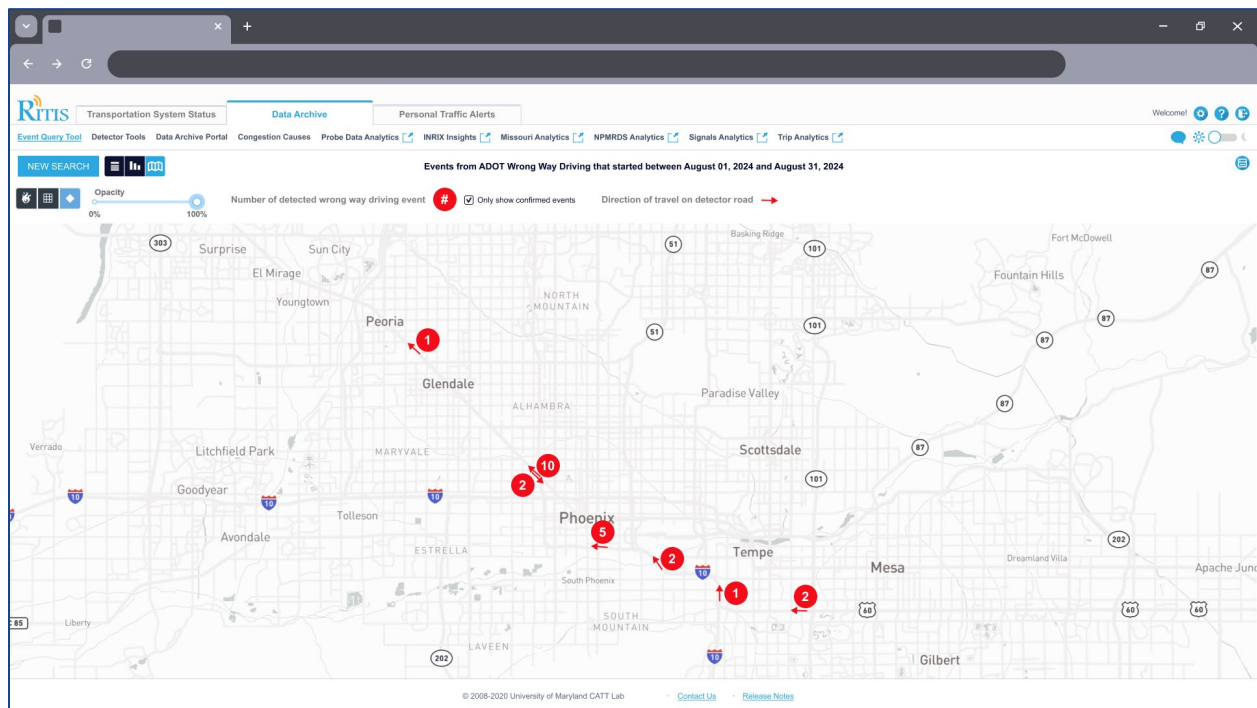 RITIS
Transportation System Status
Data Archive
Personal Traffic Alerts
Welcome!
Event Query Tool
Detector Tools
Data Archive Portal
Congestion Causes
Probe Data Analytics
INRIX Insights
Missouri Analytics
NPMRDS Analytics
Signals Analytics
Trip Analytics
NEW SEARCH
Events from ADOT Wrong Way Driving that started between August 01, 2024 and August 31, 2024
Opacity
0%
100%
Number of detected wrong way driving event
#
Only show confirmed events
Direction of travel on detector road
Basking Ridge
303
Surprise
Sun City
51
101
Fort McDowell
El Mirage
Fountain Hills
87
Youngtown
NORTH
MOUNTAIN
Peoria
87
51
101
1
87
Glendale
Paradise Valley
ALHAMBRA
87
Verrado
Litchfield Park
MARYVALE
Scottsdale
87
10
101
2
Goodyear
10
10
10
Tolleson
Phoenix
Avondale
5
202
ESTRELLA
Tempe
2
Dreamland Villa
10
Mesa
Apache Junc
South Phoenix
1
2
60
60
60
85
Liberty
SOUTH
MOUNTAIN
LAVEEN
202
10
Gilbert
© 2008-2020 University of Maryland CATT Lab
· Contact Us
· Release Notes